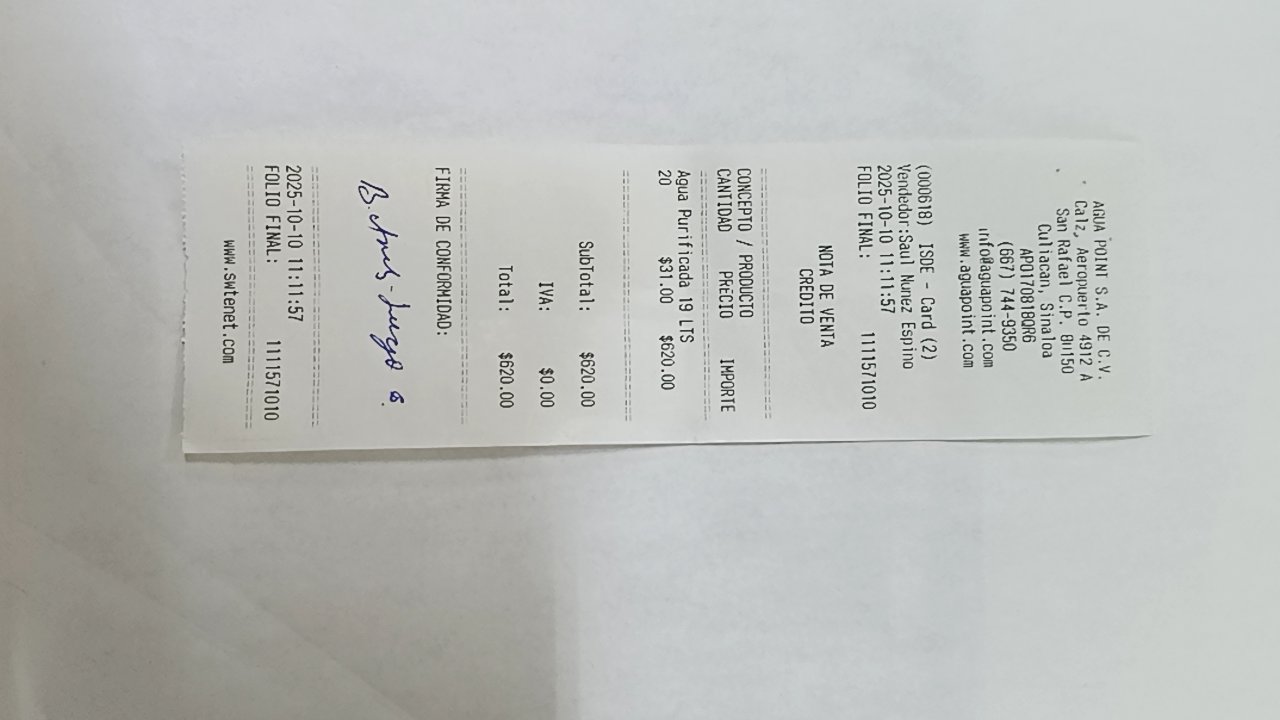 AGUA POINT S.A. DE C.V.
Calz, Aeropuerto 4912 A
San Rafael C.P. 80150
Culiacan, Sinaloa
APO170818QR6
(667) 744-9350
info@aguapoint.com
www.aguapoint.com
(000618) ISDE - Card (2)
Vendedor:Saul Nunez Espino
2025-10-10 11:11:57
FOLIO FINAL: 1111571010
NOTA DE VENTA
CREDITO
CONCEPTO / PRODUCTO
CANTIDAD PRECIO IMPORTE
Agua Purificada 19 LTS
20 $31.00 $620.00
SubTotal: $620.00
IVA: $0.00
Total: $620.00
FIRMA DE CONFORMIDAD:
2025-10-10 11:11:57
FOLIO FINAL: 1111571010
www.swtenet.com